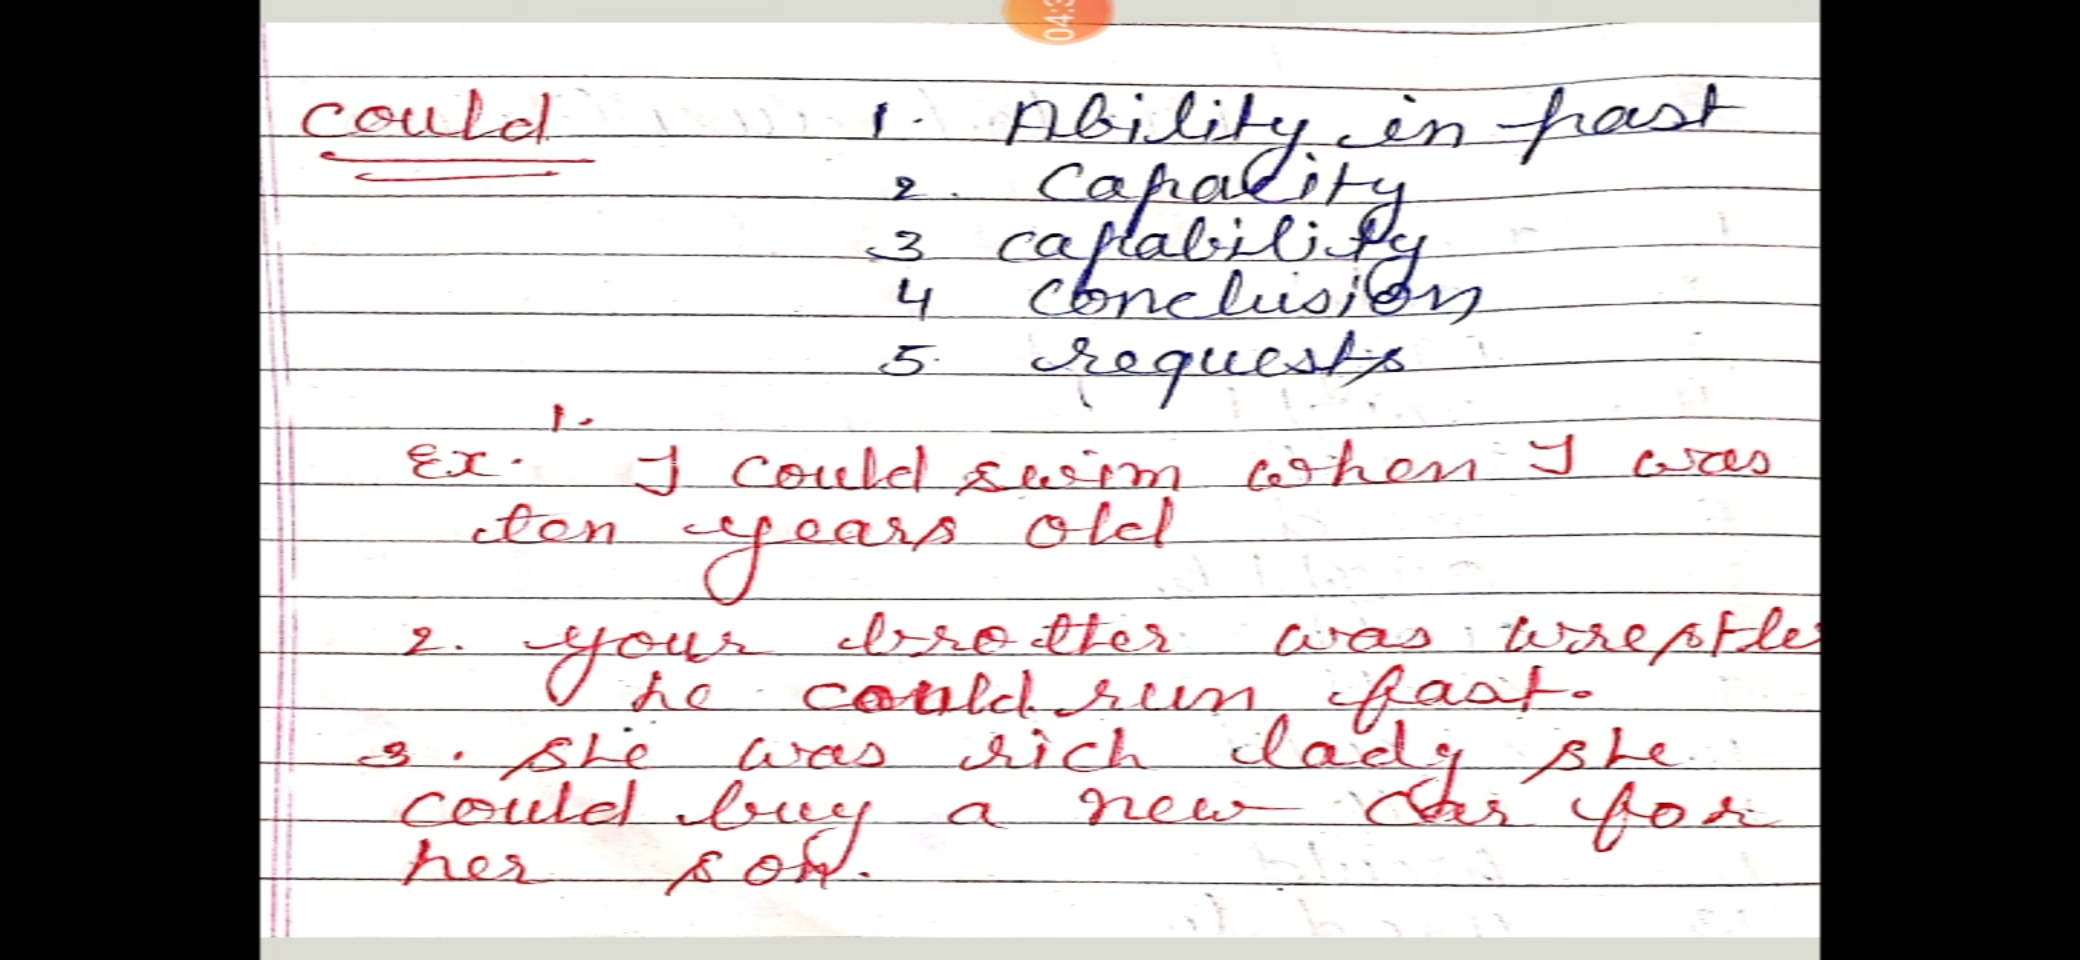 could 1. Ability in past
2. Capacity
3 capability
4 conclusion
5. requests
1.
Ex. I could swim when I was
ten years old
2. your brother was wrestler
he could run fast.
3. she was rich lady she
could buy a new car for
her son.